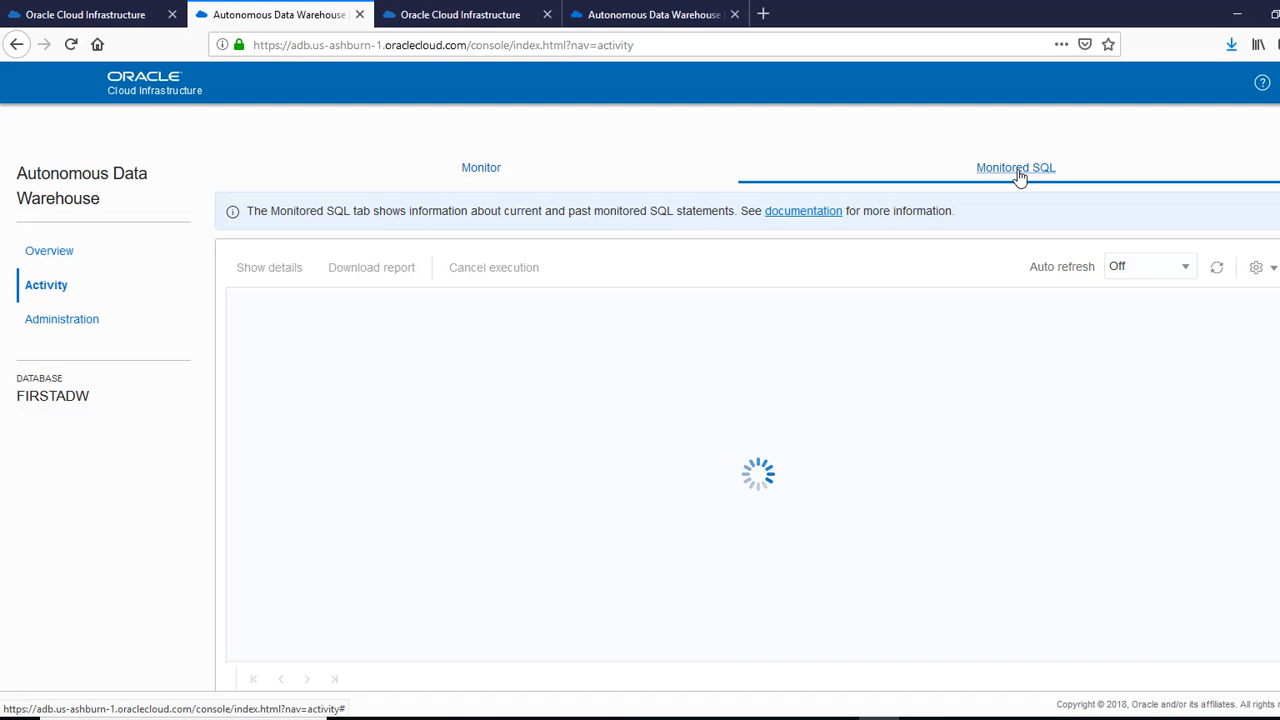 Oracle Cloud Infrastructure
Autonomous Data Warehouse
Oracle Cloud Infrastructure
Autonomous Data Warehouse
https://adb.us-ashburn-1.oraclecloud.com/console/index.html?nav=activity
ORACLE
Cloud Infrastructure
Autonomous Data
Warehouse
Monitor
Monitored SQL
The Monitored SQL tab shows information about current and past monitored SQL statements. See documentation for more information.
Overview
Activity
Administration
Show details
Download report
Cancel execution
Auto refresh
Off
DATABASE
FIRSTADW
https://adb.us-ashburn-1.oraclecloud.com/console/index.html?nav=activity#
Copyright © 2018, Oracle and/or its affiliates. All rights